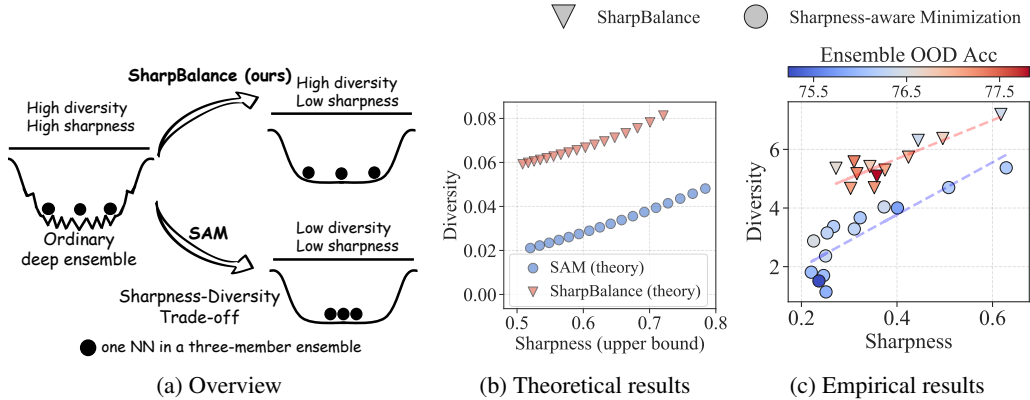 SharpBalance
Sharpness-aware Minimization
SharpBalance (ours)
High diversity
Low sharpness
High diversity
High sharpness
Ordinary
deep ensemble
SAM
Low diversity
Low sharpness
Sharpness-Diversity
Trade-off
one NN in a three-member ensemble
(a) Overview
Diversity
0.08
0.06
0.04
0.02
0.00
SAM (theory)
SharpBalance (theory)
0.5 0.6 0.7 0.8
Sharpness (upper bound)
(b) Theoretical results
Ensemble OOD Acc
75.5 76.5 77.5
Diversity
6
4
2
0.2 0.4 0.6
Sharpness
(c) Empirical results